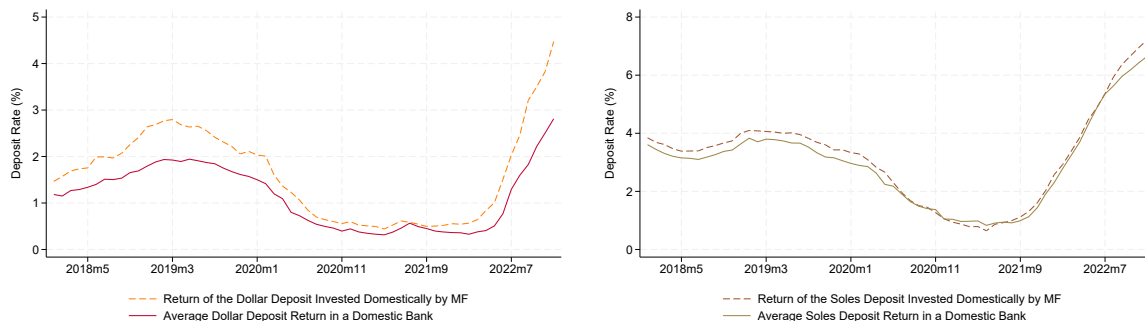 5
4
3
2
1
0
Deposit Rate (%)
2018m5 2019m3 2020m1 2020m11 2021m9 2022m7
Return of the Dollar Deposit Invested Domestically by MF
Average Dollar Deposit Return in a Domestic Bank
8
6
4
2
0
Deposit Rate (%)
2018m5 2019m3 2020m1 2020m11 2021m9 2022m7
Return of the Soles Deposit Invested Domestically by MF
Average Soles Deposit Return in a Domestic Bank